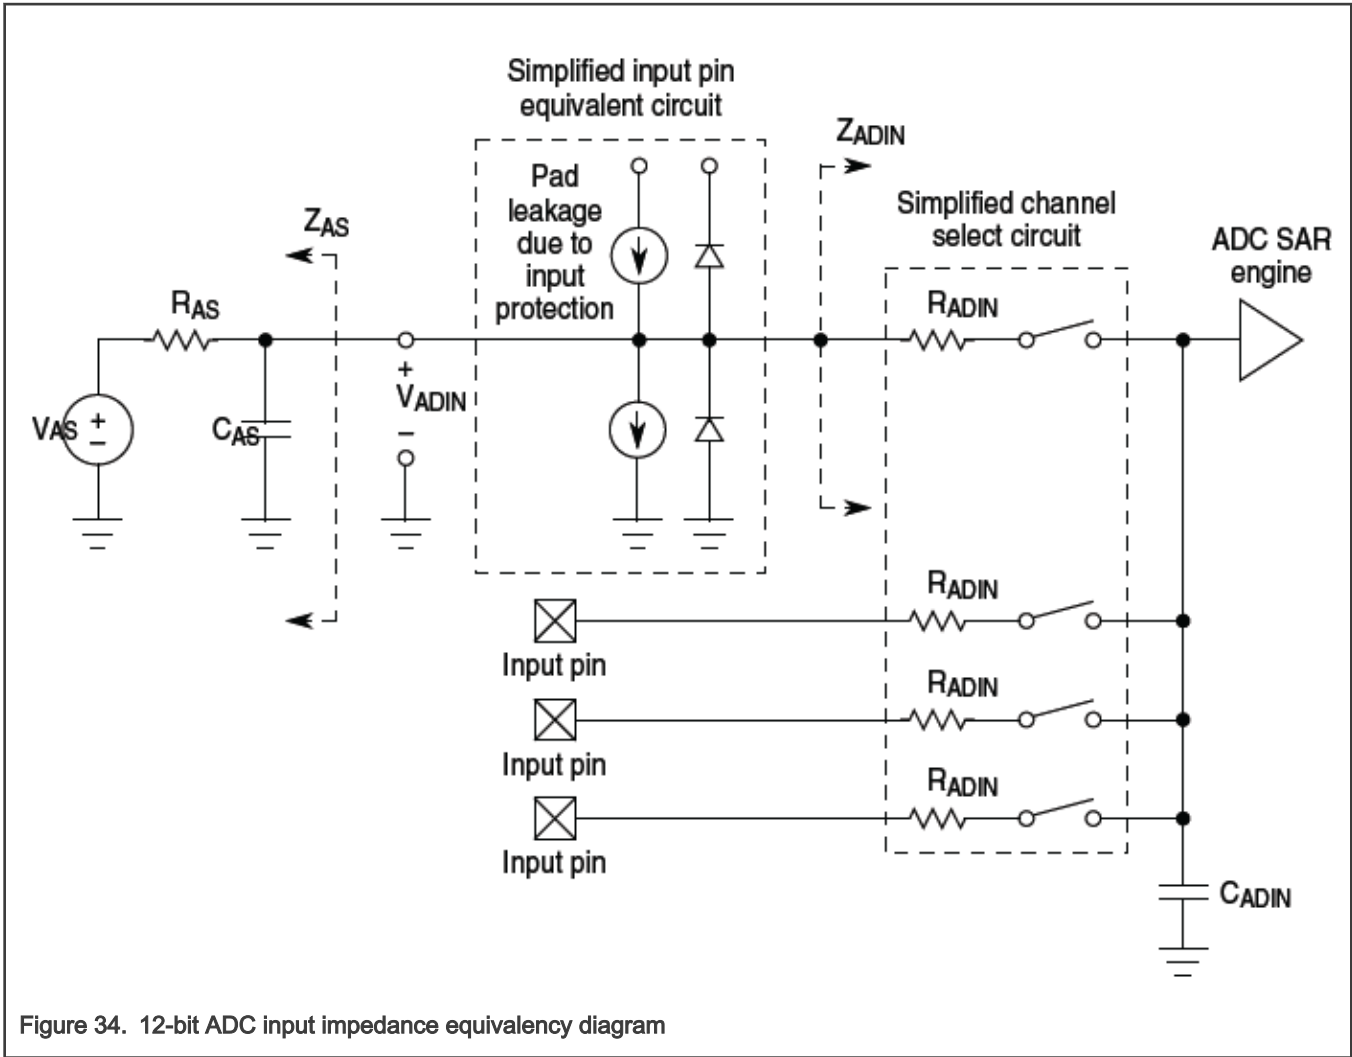 Simplified input pin
equivalent circuit
Pad
leakage
due to
input
protection
ZADIN
Simplified channel
select circuit
ADC SAR
engine
ZAS
RAS
RADIN
VAS
+
–
CAS
+
VADIN
–
RADIN
Input pin
RADIN
Input pin
RADIN
Input pin
CADIN
Figure 34. 12-bit ADC input impedance equivalency diagram